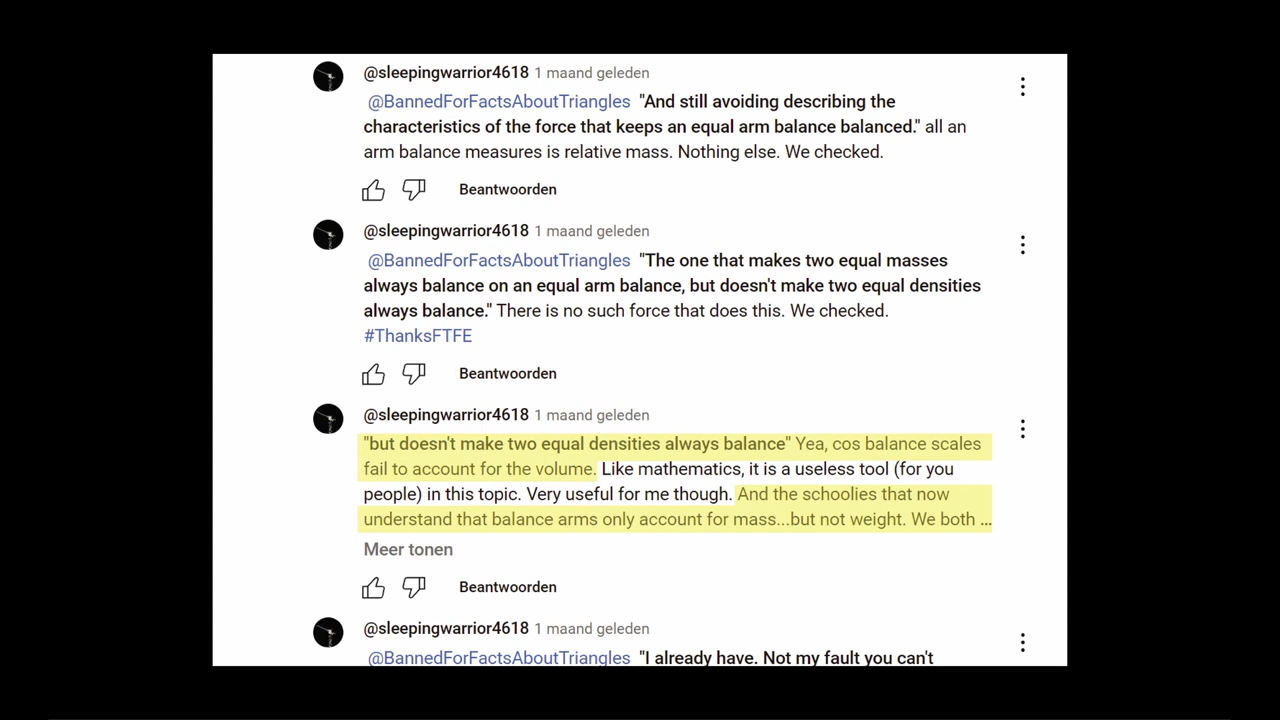 @sleepingwarrior4618 1 maand geleden
@BannedForFactsAboutTriangles "And still avoiding describing the
characteristics of the force that keeps an equal arm balance balanced." all an
arm balance measures is relative mass. Nothing else. We checked.
Beantwoorden
@sleepingwarrior4618 1 maand geleden
@BannedForFactsAboutTriangles "The one that makes two equal masses
always balance on an equal arm balance, but doesn't make two equal densities
always balance." There is no such force that does this. We checked.
#ThanksFTFE
Beantwoorden
@sleepingwarrior4618 1 maand geleden
"but doesn't make two equal densities always balance" Yea, cos balance scales
fail to account for the volume. Like mathematics, it is a useless tool (for you
people) in this topic. Very useful for me though. And the schoolies that now
understand that balance arms only account for mass...but not weight. We both ...
Meer tonen
Beantwoorden
@sleepingwarrior4618 1 maand geleden
@BannedForFactsAboutTriangles "I already have. Not my fault you can't